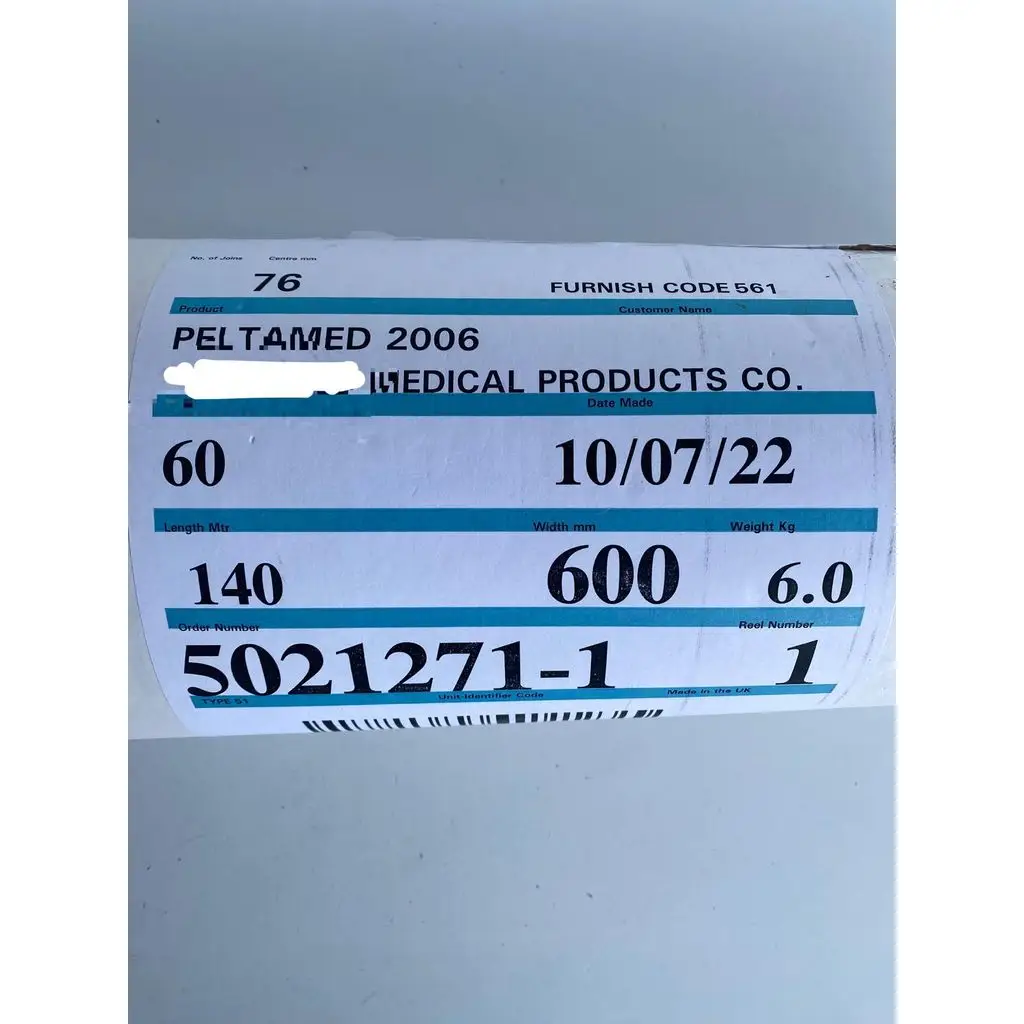 No. of Joins Centre mm
76 FURNISH CODE 561
Product Customer Name
PELTAMED 2006
MEDICAL PRODUCTS CO.
Date Made
60 10/07/22
Length Mtr Width mm Weight Kg
140 600 6.0
Order Number Reel Number
5021271-1 1
TYPE 51 Unit-Identifier Code Made in the UK